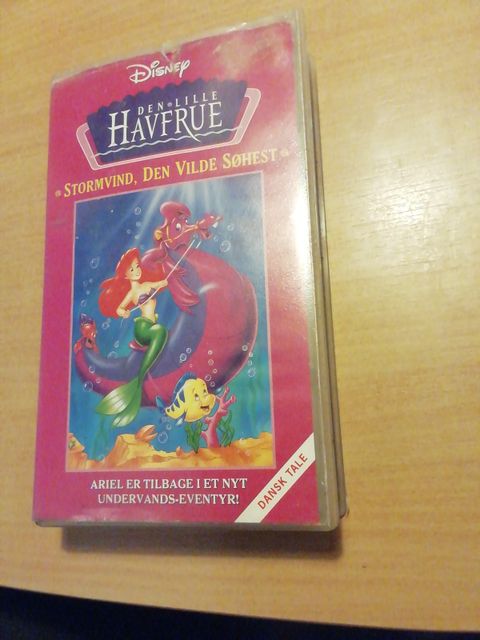 Disney
DEN LILLE
HAVFRUE
STORMVIND, DEN VILDE SØHEST
ARIEL ER TILBAGE I ET NYT
UNDERVANDS-EVENTYR!
DANSK TALE